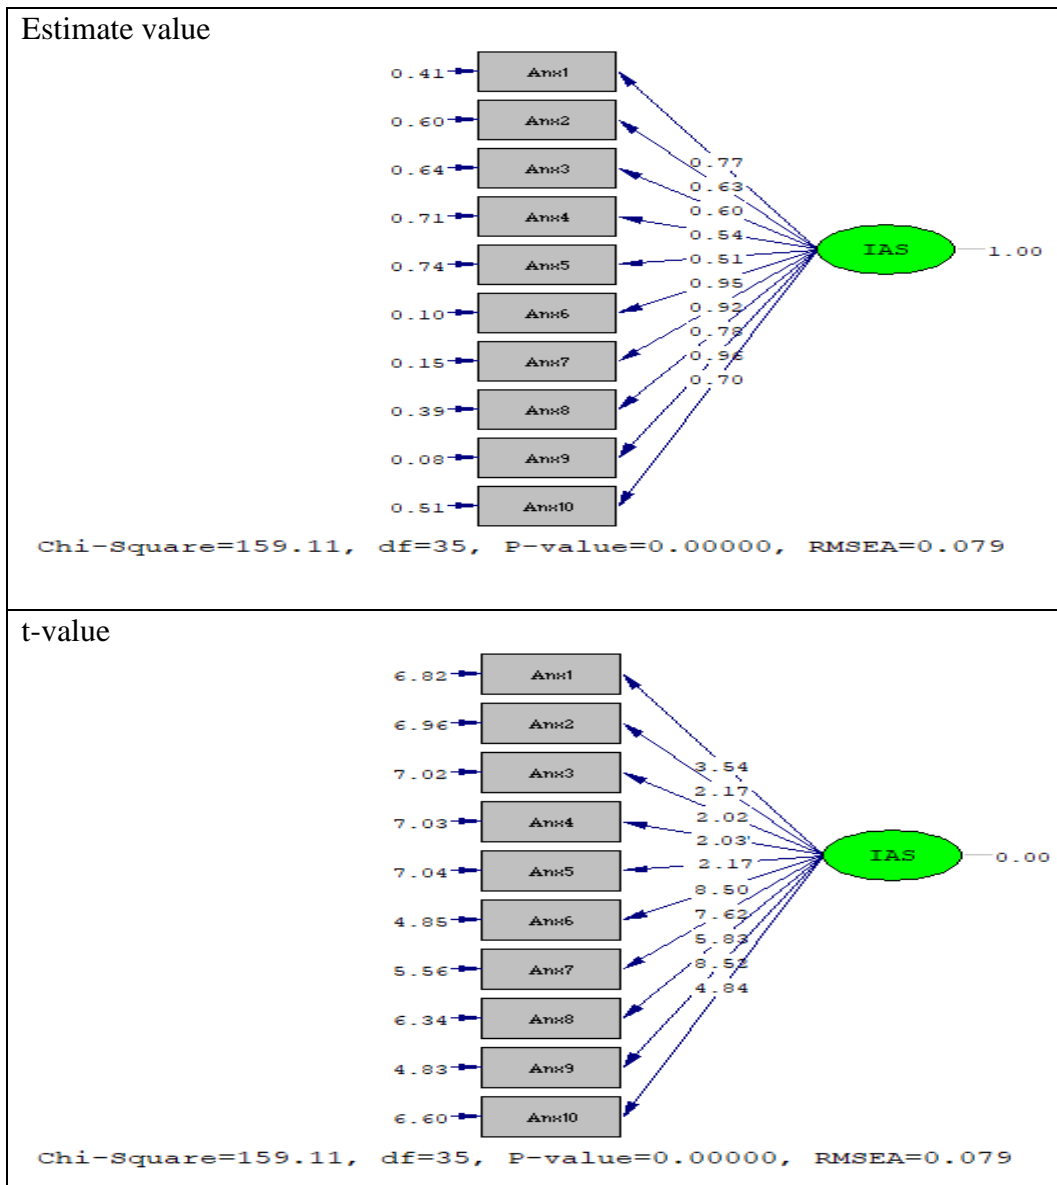 Estimate value
0.41 Anx1
0.60 Anx2
0.64 Anx3
0.71 Anx4
0.74 Anx5
0.10 Anx6
0.15 Anx7
0.39 Anx8
0.08 Anx9
0.51 Anx10
0.77
0.63
0.60
0.54
0.51
0.95
0.92
0.78
0.96
0.70
IAS 1.00
Chi-Square=159.11, df=35, P-value=0.00000, RMSEA=0.079
t-value
6.82 Anx1
6.96 Anx2
7.02 Anx3
7.03 Anx4
7.04 Anx5
4.85 Anx6
5.56 Anx7
6.34 Anx8
4.83 Anx9
6.60 Anx10
3.54
2.17
2.02
2.03
2.17
8.50
7.62
5.83
8.52
4.84
IAS 0.00
Chi-Square=159.11, df=35, P-value=0.00000, RMSEA=0.079